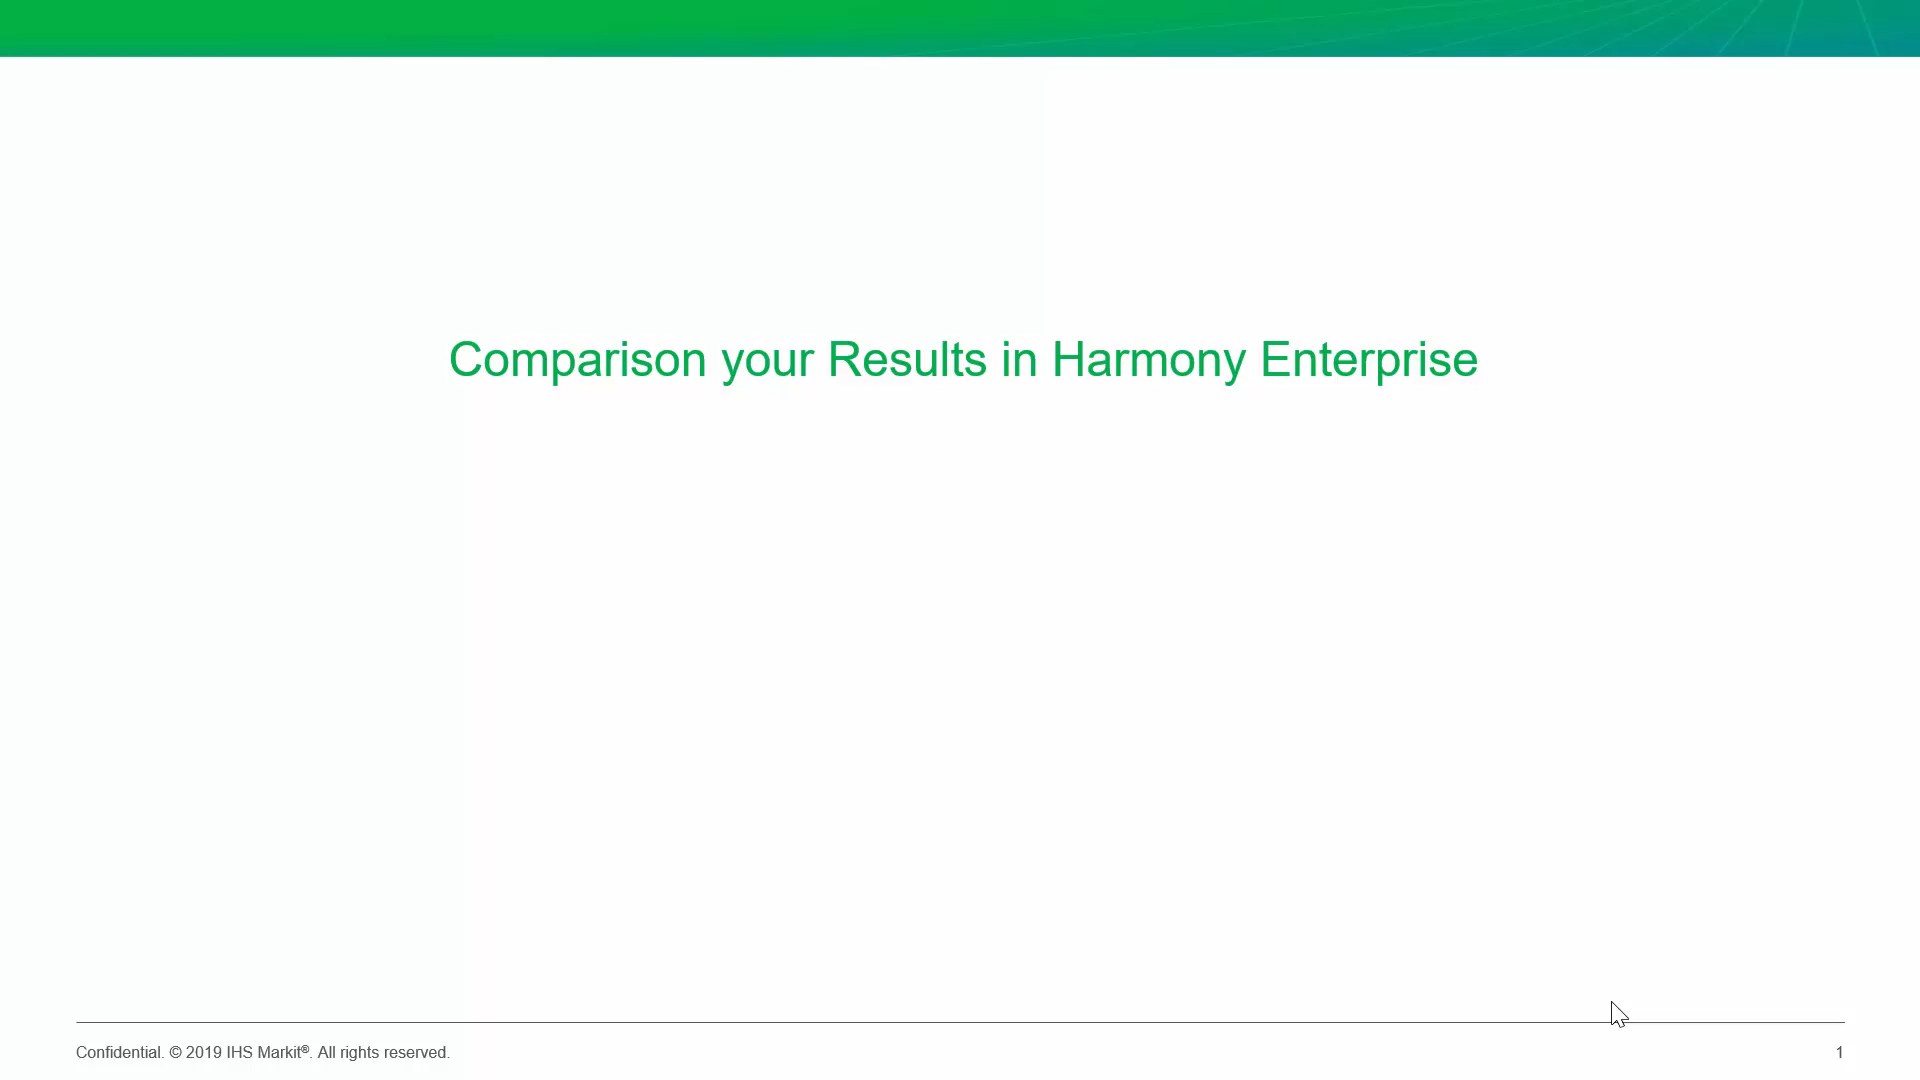 Comparison your Results in Harmony Enterprise
Confidential. © 2019 IHS Markit®. All rights reserved.
1